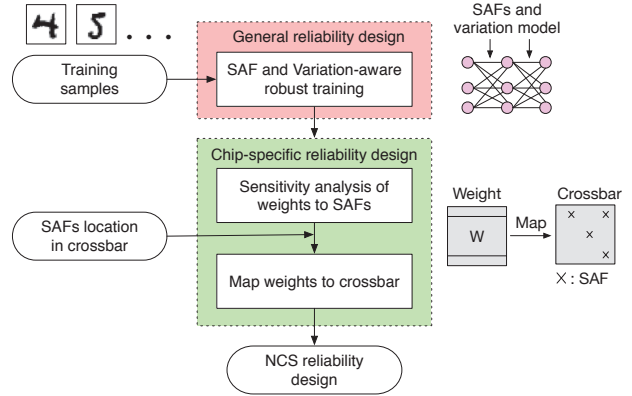 4 5 . . .
SAFs and
variation model
General reliability design
Training
samples
SAF and Variation-aware
robust training
Chip-specific reliability design
Sensitivity analysis of
weights to SAFs
SAFs location
in crossbar
Map weights to crossbar
Weight
Crossbar
W
Map
X : SAF
NCS reliability
design